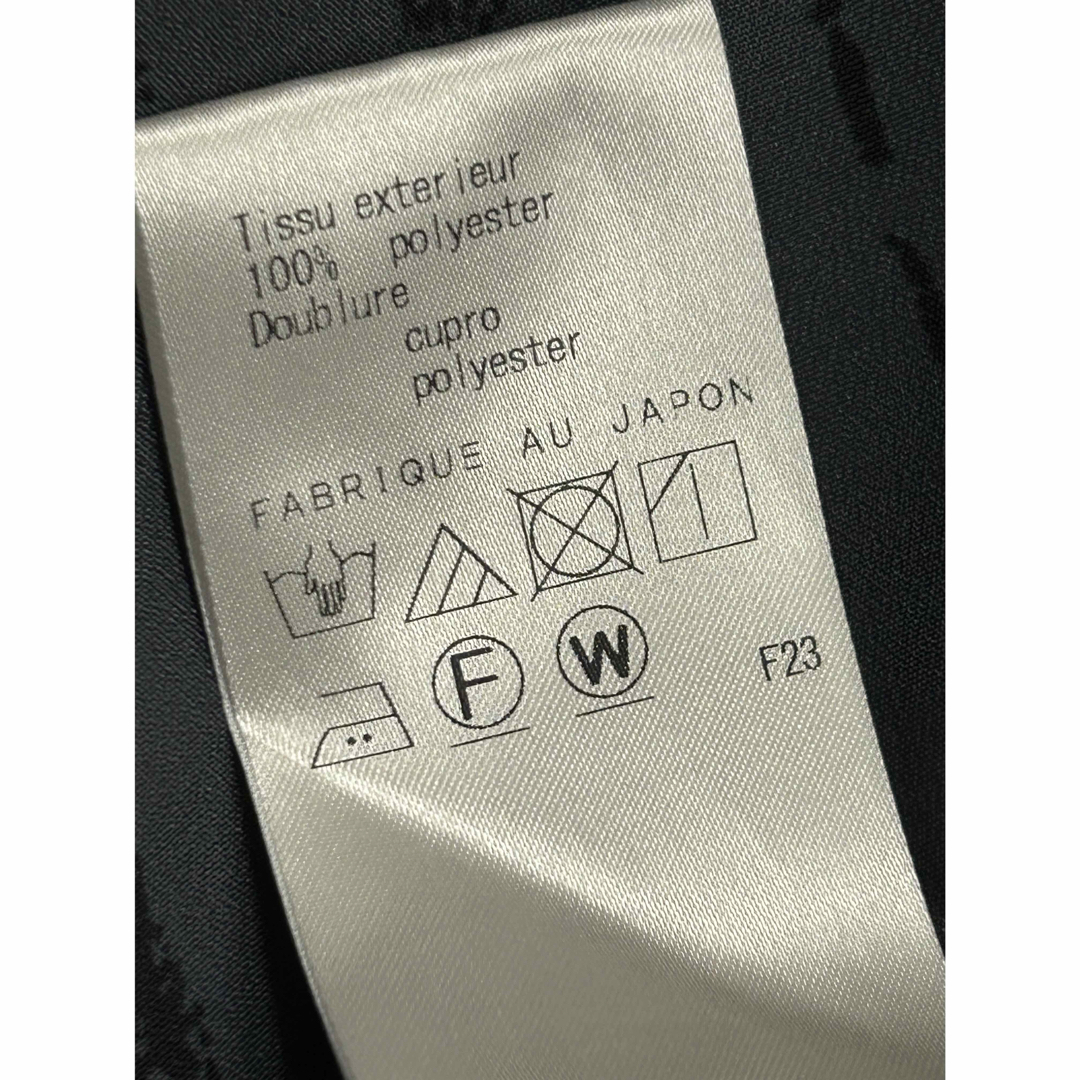 Tissu exterieur
100% polyester
Doublure
cupro
polyester
FABRIQUE AU JAPON
F W
F23